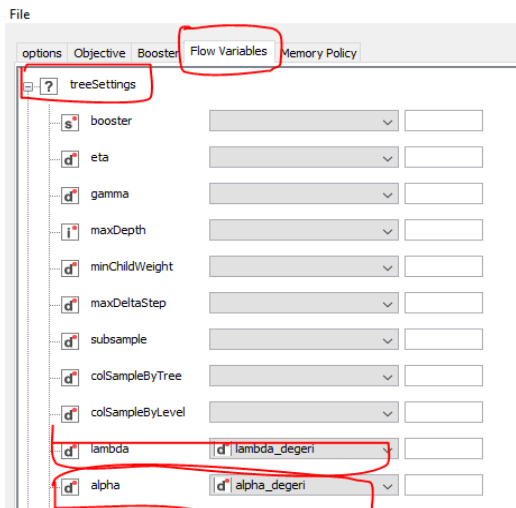 File
options Objective Booster Flow Variables Memory Policy
? treeSettings
s booster
d eta
d gamma
i maxDepth
d minChildWeight
d maxDeltaStep
d subsample
d colSampleByTree
d colSampleByLevel
d lambda d lambda_degeri
d alpha d alpha_degeri